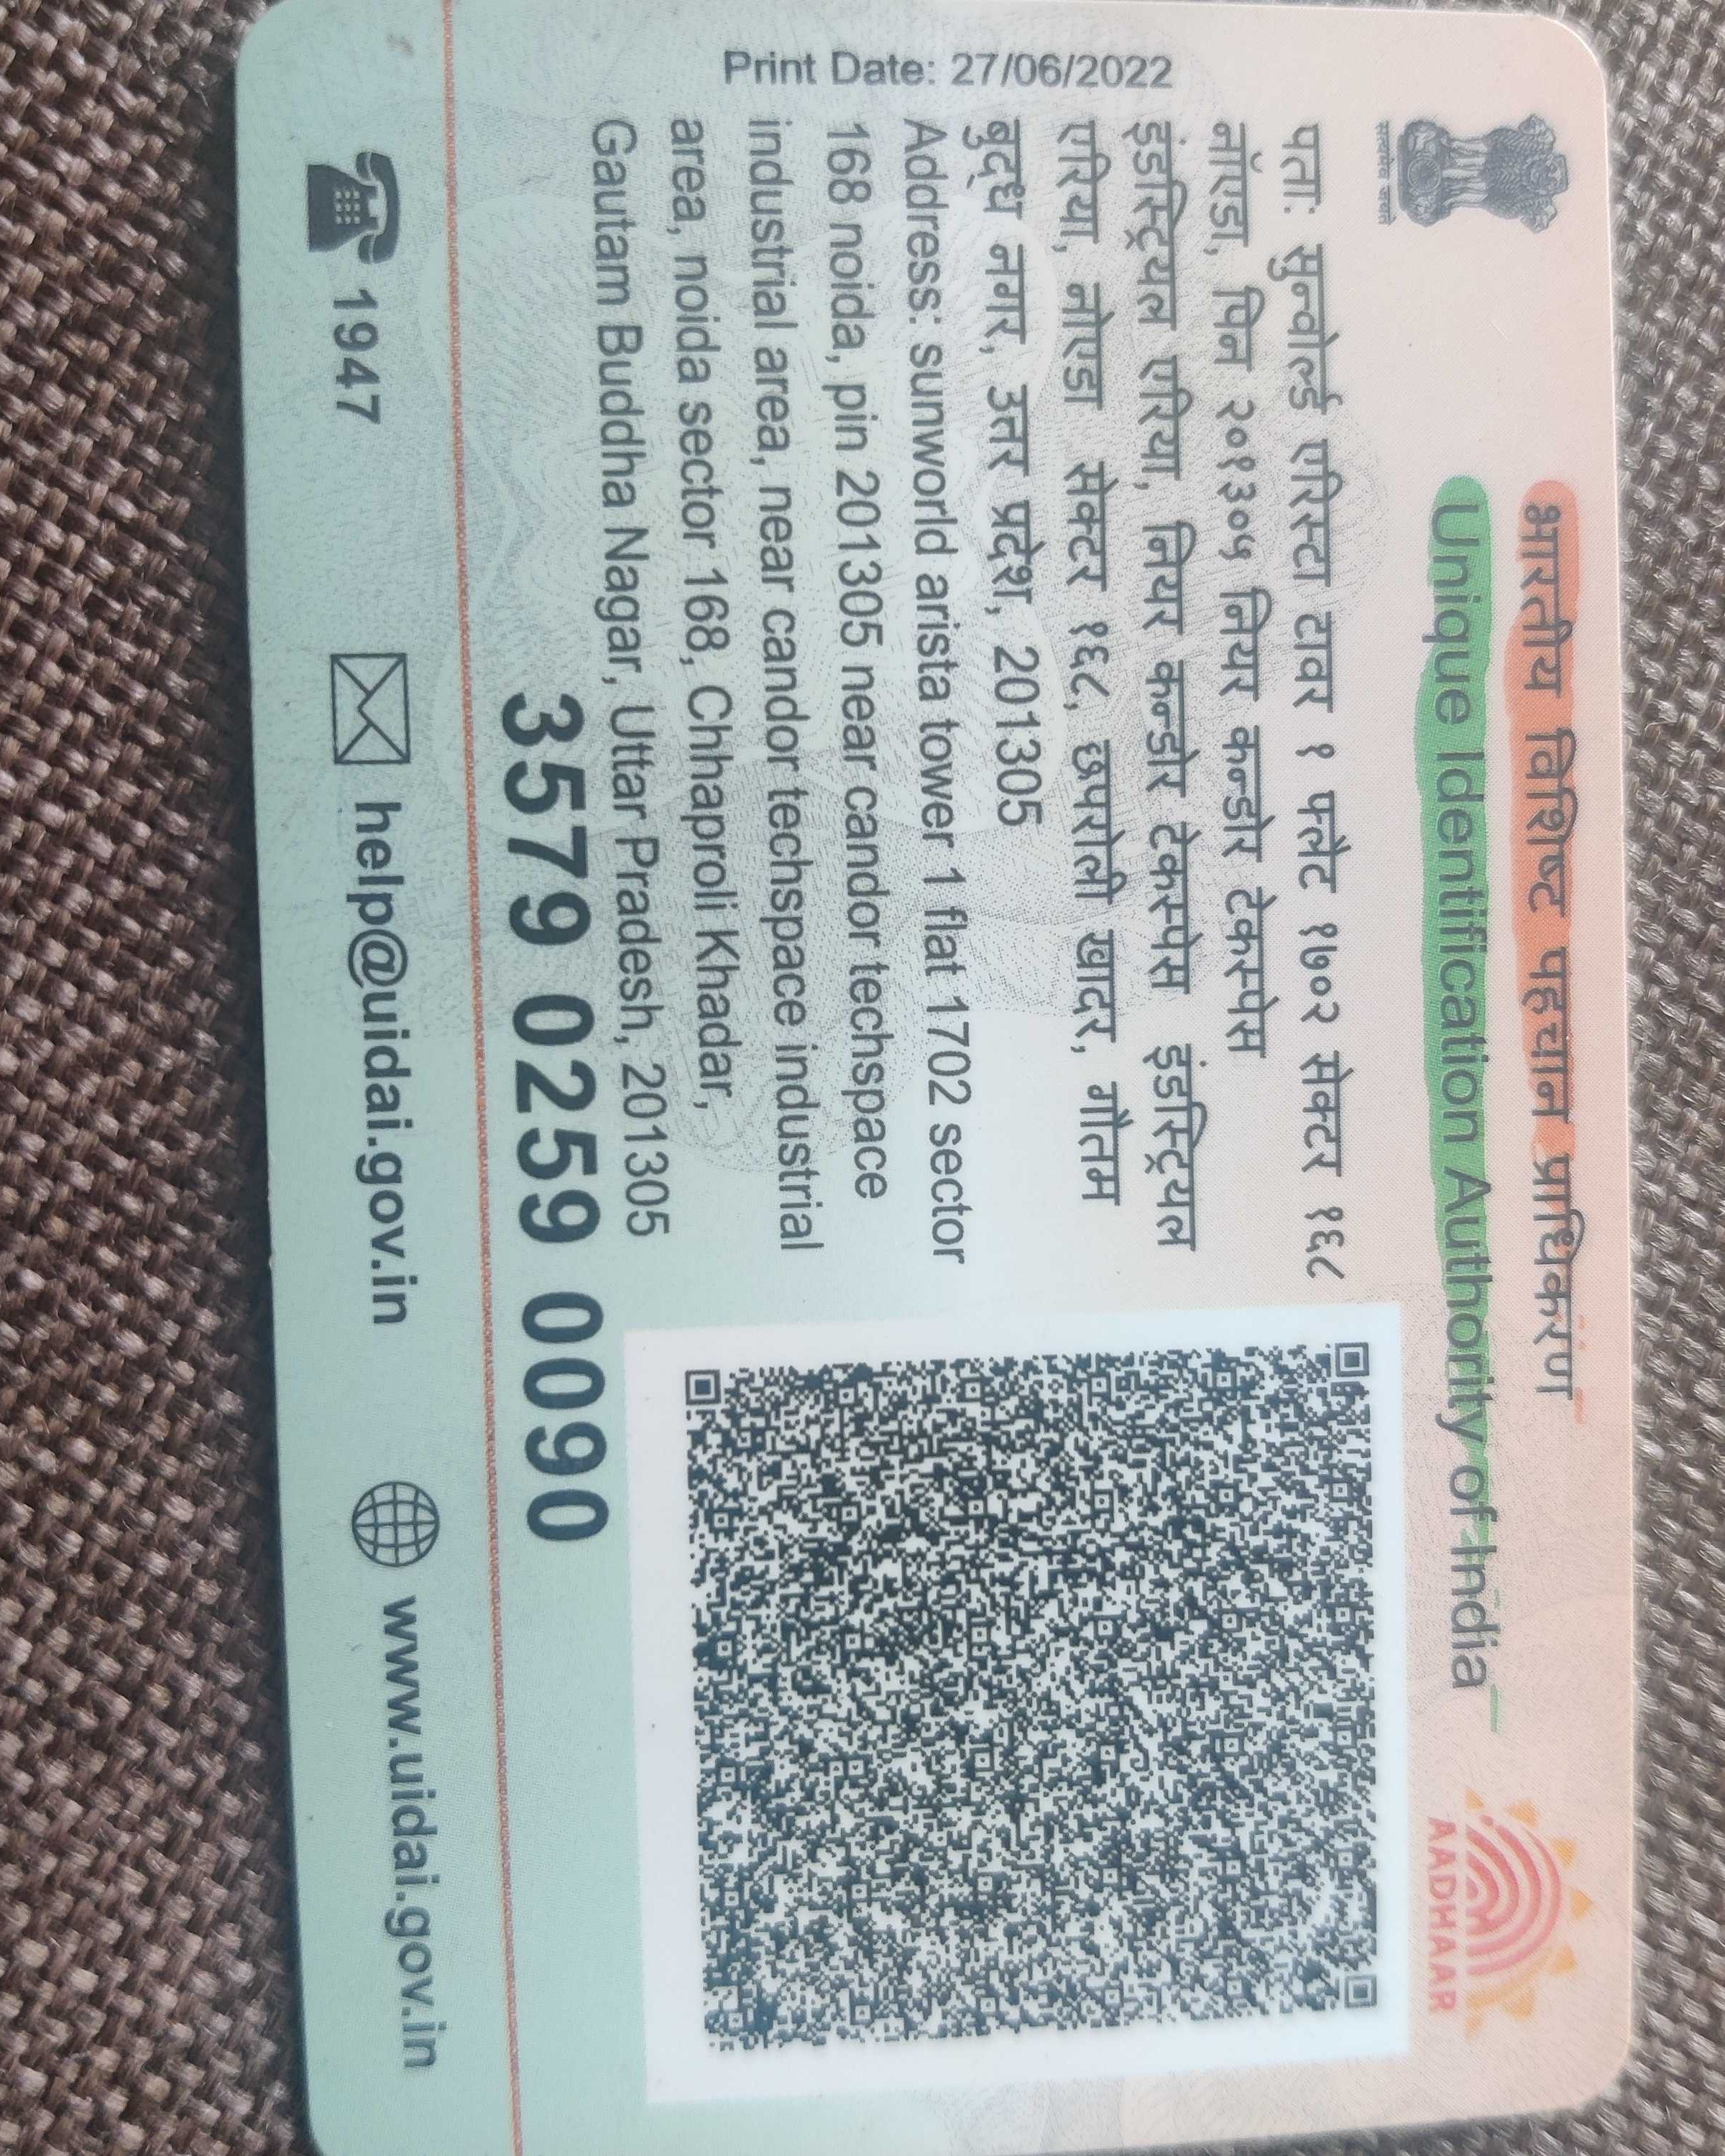 भारतीय विशिष्ट पहचान प्राधिकरण
Unique Identification Authority of India
सत्यमेव जयते
AADHAAR
पता: सुन्वोर्ल्ड एरिस्टा टावर १ फ्लैट १७०२ सेक्टर १६८
नॉएडा, पिन २०१३०५ नियर कन्डोर टेकस्पेस
इंडस्ट्रियल एरिया, नियर कन्डोर टेकस्पेस इंडस्ट्रियल
एरिया, नोएडा सेक्टर १६८, छपरोली खादर, गौतम
बुद्ध नगर, उत्तर प्रदेश, 201305
Address: sunworld arista tower 1 flat 1702 sector
168 noida, pin 201305 near candor techspace
industrial area, near candor techspace industrial
area, noida sector 168, Chhaproli Khadar,
Gautam Buddha Nagar, Uttar Pradesh, 201305
Print Date: 27/06/2022
3579 0259 0090
1947
help@uidai.gov.in
www.uidai.gov.in